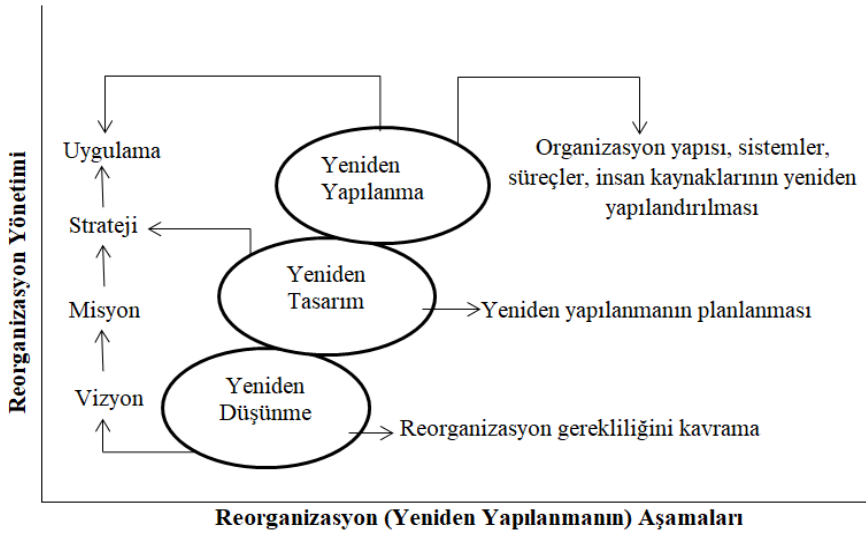 Reorganizasyon Yönetimi
Uygulama
Strateji
Misyon
Vizyon
Yeniden
Yapılanma
Yeniden
Tasarım
Yeniden
Düşünme
Organizasyon yapısı, sistemler,
süreçler, insan kaynaklarının yeniden
yapılandırılması
Yeniden yapılanmanın planlanması
Reorganizasyon gerekliliğini kavrama
Reorganizasyon (Yeniden Yapılanmanın) Aşamaları